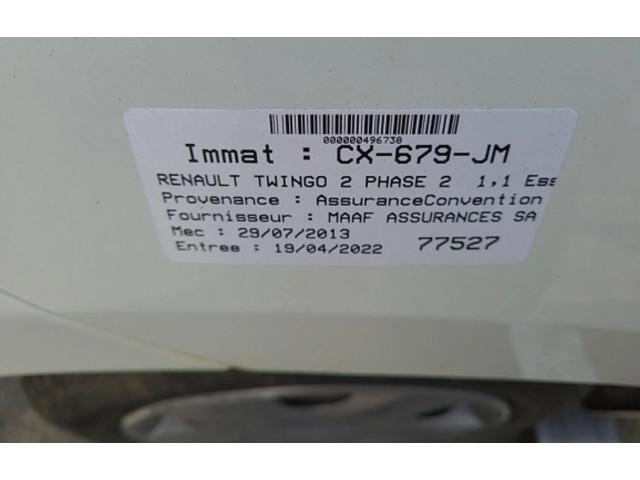 000000496738
Immat : CX-679-JM
RENAULT TWINGO 2 PHASE 2 1,1 Ess
Provenance : AssuranceConvention
Fournisseur : MAAF ASSURANCES SA
Mec : 29/07/2013
Entree : 19/04/2022 77527